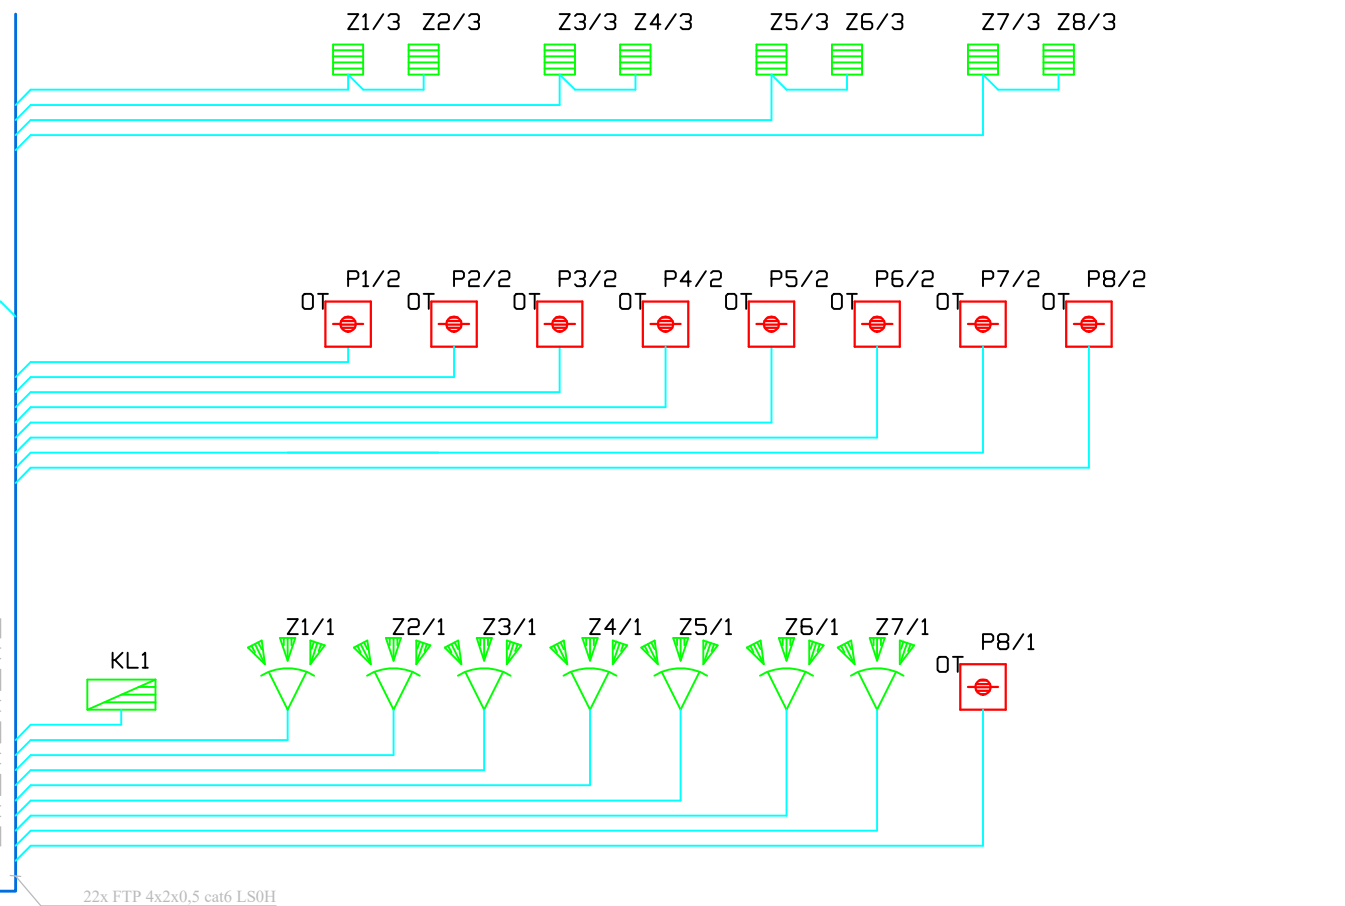 Z1/3 Z2/3 Z3/3 Z4/3 Z5/3 Z6/3 Z7/3 Z8/3
P1/2 P2/2 P3/2 P4/2 P5/2 P6/2 P7/2 P8/2
OT OT OT OT OT OT OT OT
Z1/1 Z2/1 Z3/1 Z4/1 Z5/1 Z6/1 Z7/1 P8/1
KL1 OT
22x FTP 4x2x0,5 cat6 LS0H